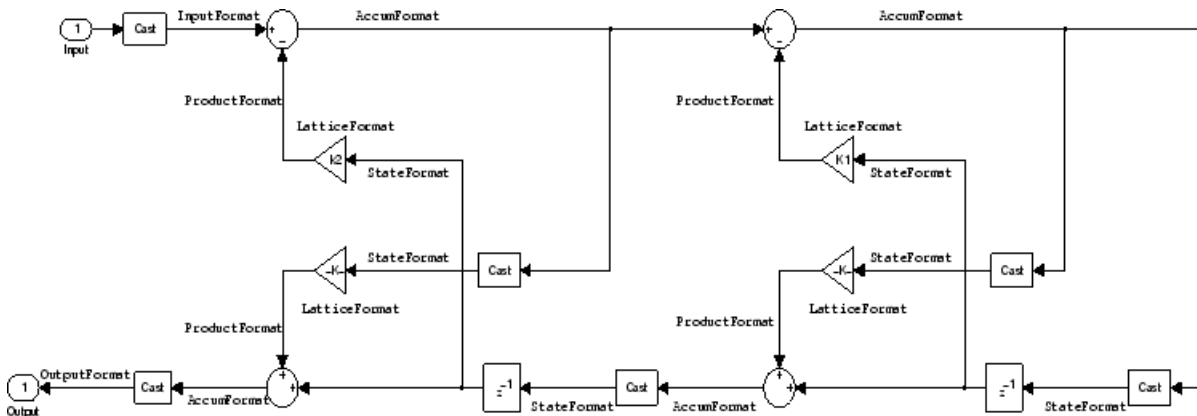 InputFormat
AccumFormat
AccumFormat
1
Cast
+
-
+
-
Input
ProductFormat
ProductFormat
LatticeFormat
LatticeFormat
k2
K1
StateFormat
StateFormat
StateFormat
StateFormat
-K-
Cast
-K-
Cast
LatticeFormat
LatticeFormat
ProductFormat
ProductFormat
OutputFormat
+
+
1
Cast
+
z⁻¹
Cast
+
z⁻¹
Cast
Output
AccumFormat
StateFormat
AccumFormat
StateFormat